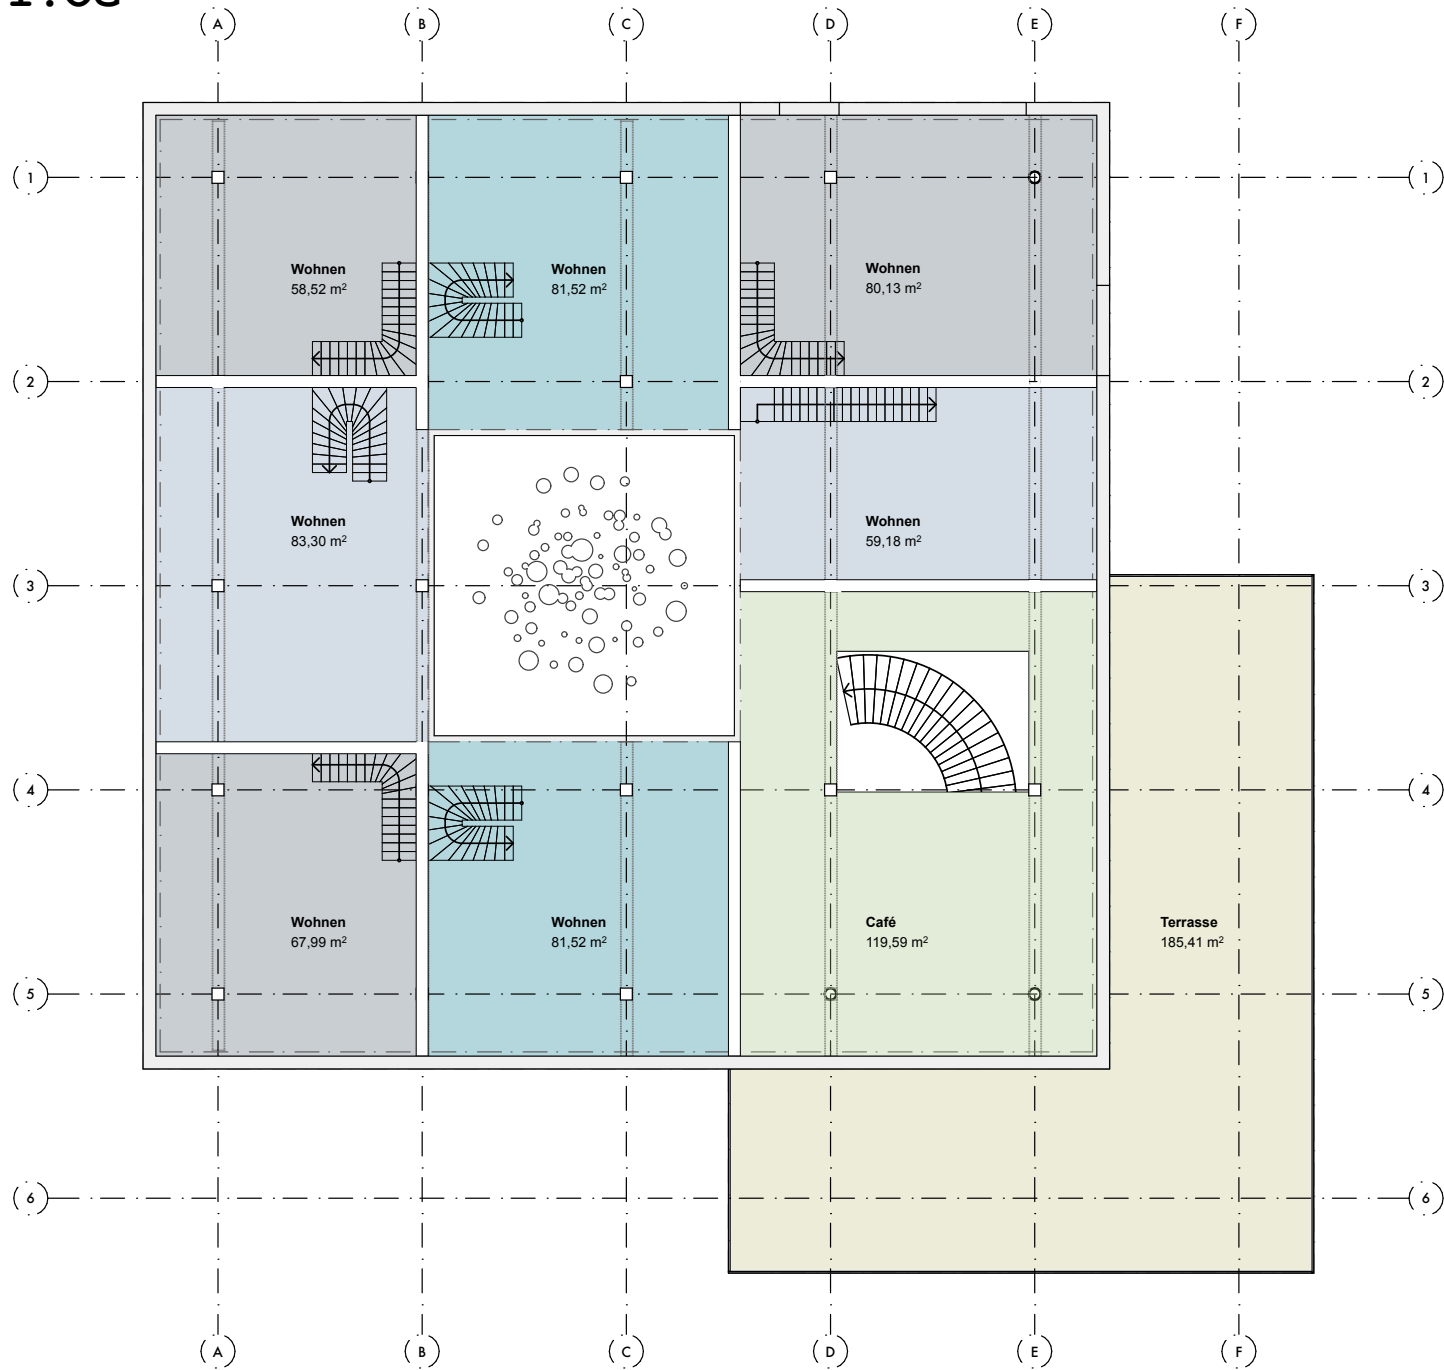 A B C D E F
1 1
Wohnen
58,52 m²
Wohnen
81,52 m²
Wohnen
80,13 m²
2 2
Wohnen
83,30 m²
Wohnen
59,18 m²
3 3
4 4
Wohnen
67,99 m²
Wohnen
81,52 m²
Café
119,59 m²
Terrasse
185,41 m²
5 5
6 6
A B C D E F